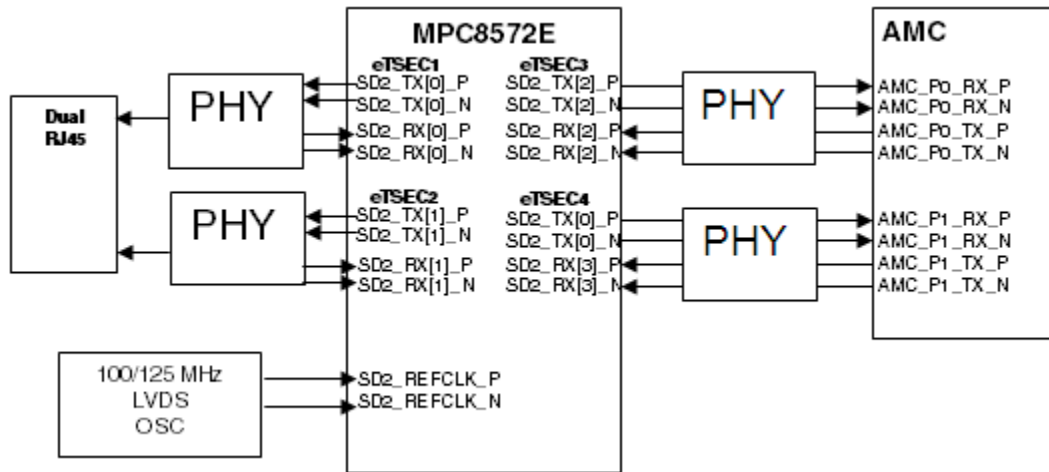 MPC8572E
AMC
eTSEC1
SD2_TX[0]_P
SD2_TX[0]_N
SD2_RX[0]_P
SD2_RX[0]_N
eTSEC3
SD2_TX[2]_P
SD2_TX[2]_N
SD2_RX[2]_P
SD2_RX[2]_N
PHY
Dual
RJ45
PHY
AMC_P0_RX_P
AMC_P0_RX_N
AMC_P0_TX_P
AMC_P0_TX_N
eTSEC2
SD2_TX[1]_P
SD2_TX[1]_N
SD2_RX[1]_P
SD2_RX[1]_N
eTSEC4
SD2_TX[0]_P
SD2_TX[0]_N
SD2_RX[3]_P
SD2_RX[3]_N
PHY
PHY
AMC_P1_RX_P
AMC_P1_RX_N
AMC_P1_TX_P
AMC_P1_TX_N
100/125 MHz
LVDS
OSC
SD2_REFCLK_P
SD2_REFCLK_N